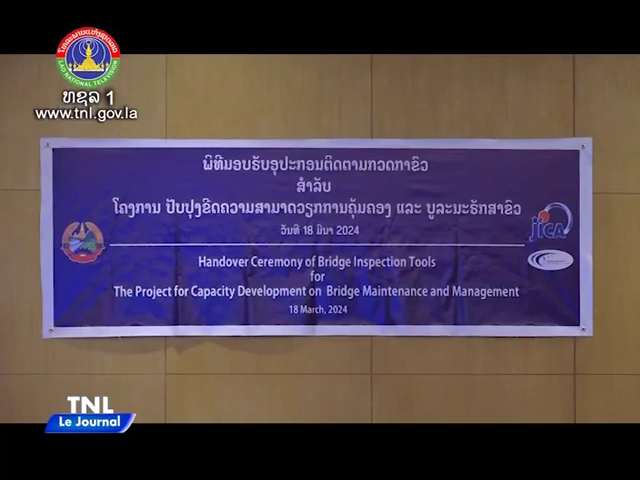 ໂທລະພາບແຫ່ງຊາດລາວ
LAO NATIONAL TELEVISION
ທຊລ 1
www.tnl.gov.la
ພິທີມອບຮັບອຸປະກອນຕິດຕາມກວດກາຂົວ
ສຳລັບ
ໂຄງການ ປັບປຸງຂີດຄວາມສາມາດວຽກການຄຸ້ມຄອງ ແລະ ບູລະນະຮັກສາຂົວ
ວັນທີ 18 ມີນາ 2024
jICA
Handover Ceremony of Bridge Inspection Tools
for
The Project for Capacity Development on Bridge Maintenance and Management
18 March, 2024
TNL
Le Journal